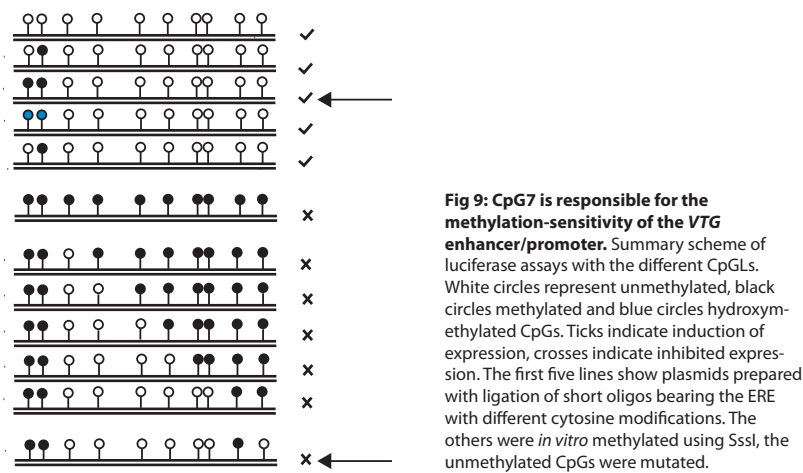 Fig 9: CpG7 is responsible for the
methylation-sensitivity of the VTG
enhancer/promoter. Summary scheme of
luciferase assays with the different CpGLs.
White circles represent unmethylated, black
circles methylated and blue circles hydroxym-
ethylated CpGs. Ticks indicate induction of
expression, crosses indicate inhibited expres-
sion. The first five lines show plasmids prepared
with ligation of short oligos bearing the ERE
with different cytosine modifications. The
others were in vitro methylated using SssI, the
unmethylated CpGs were mutated.